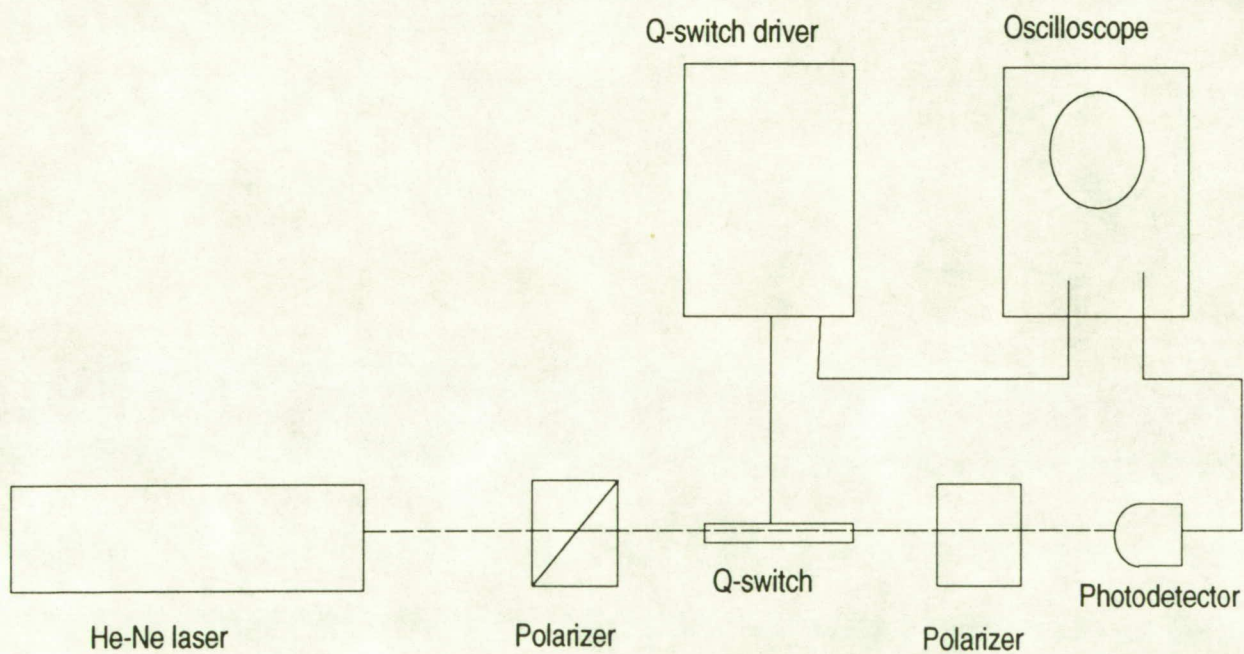 Q-switch driver
Oscilloscope
Q-switch
Photodetector
He-Ne laser
Polarizer
Polarizer